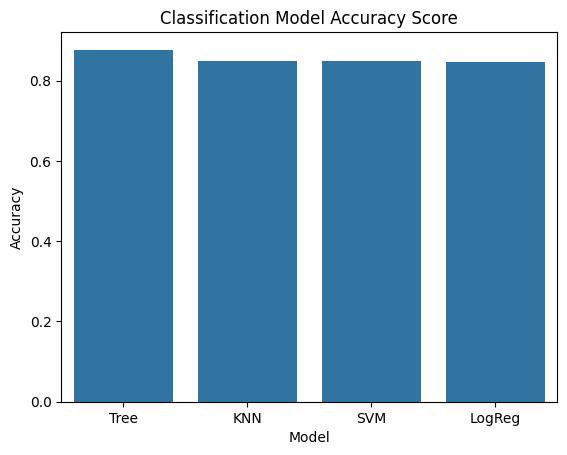 Classification Model Accuracy Score
Accuracy
0.8
0.6
0.4
0.2
0.0
Tree KNN SVM LogReg
Model